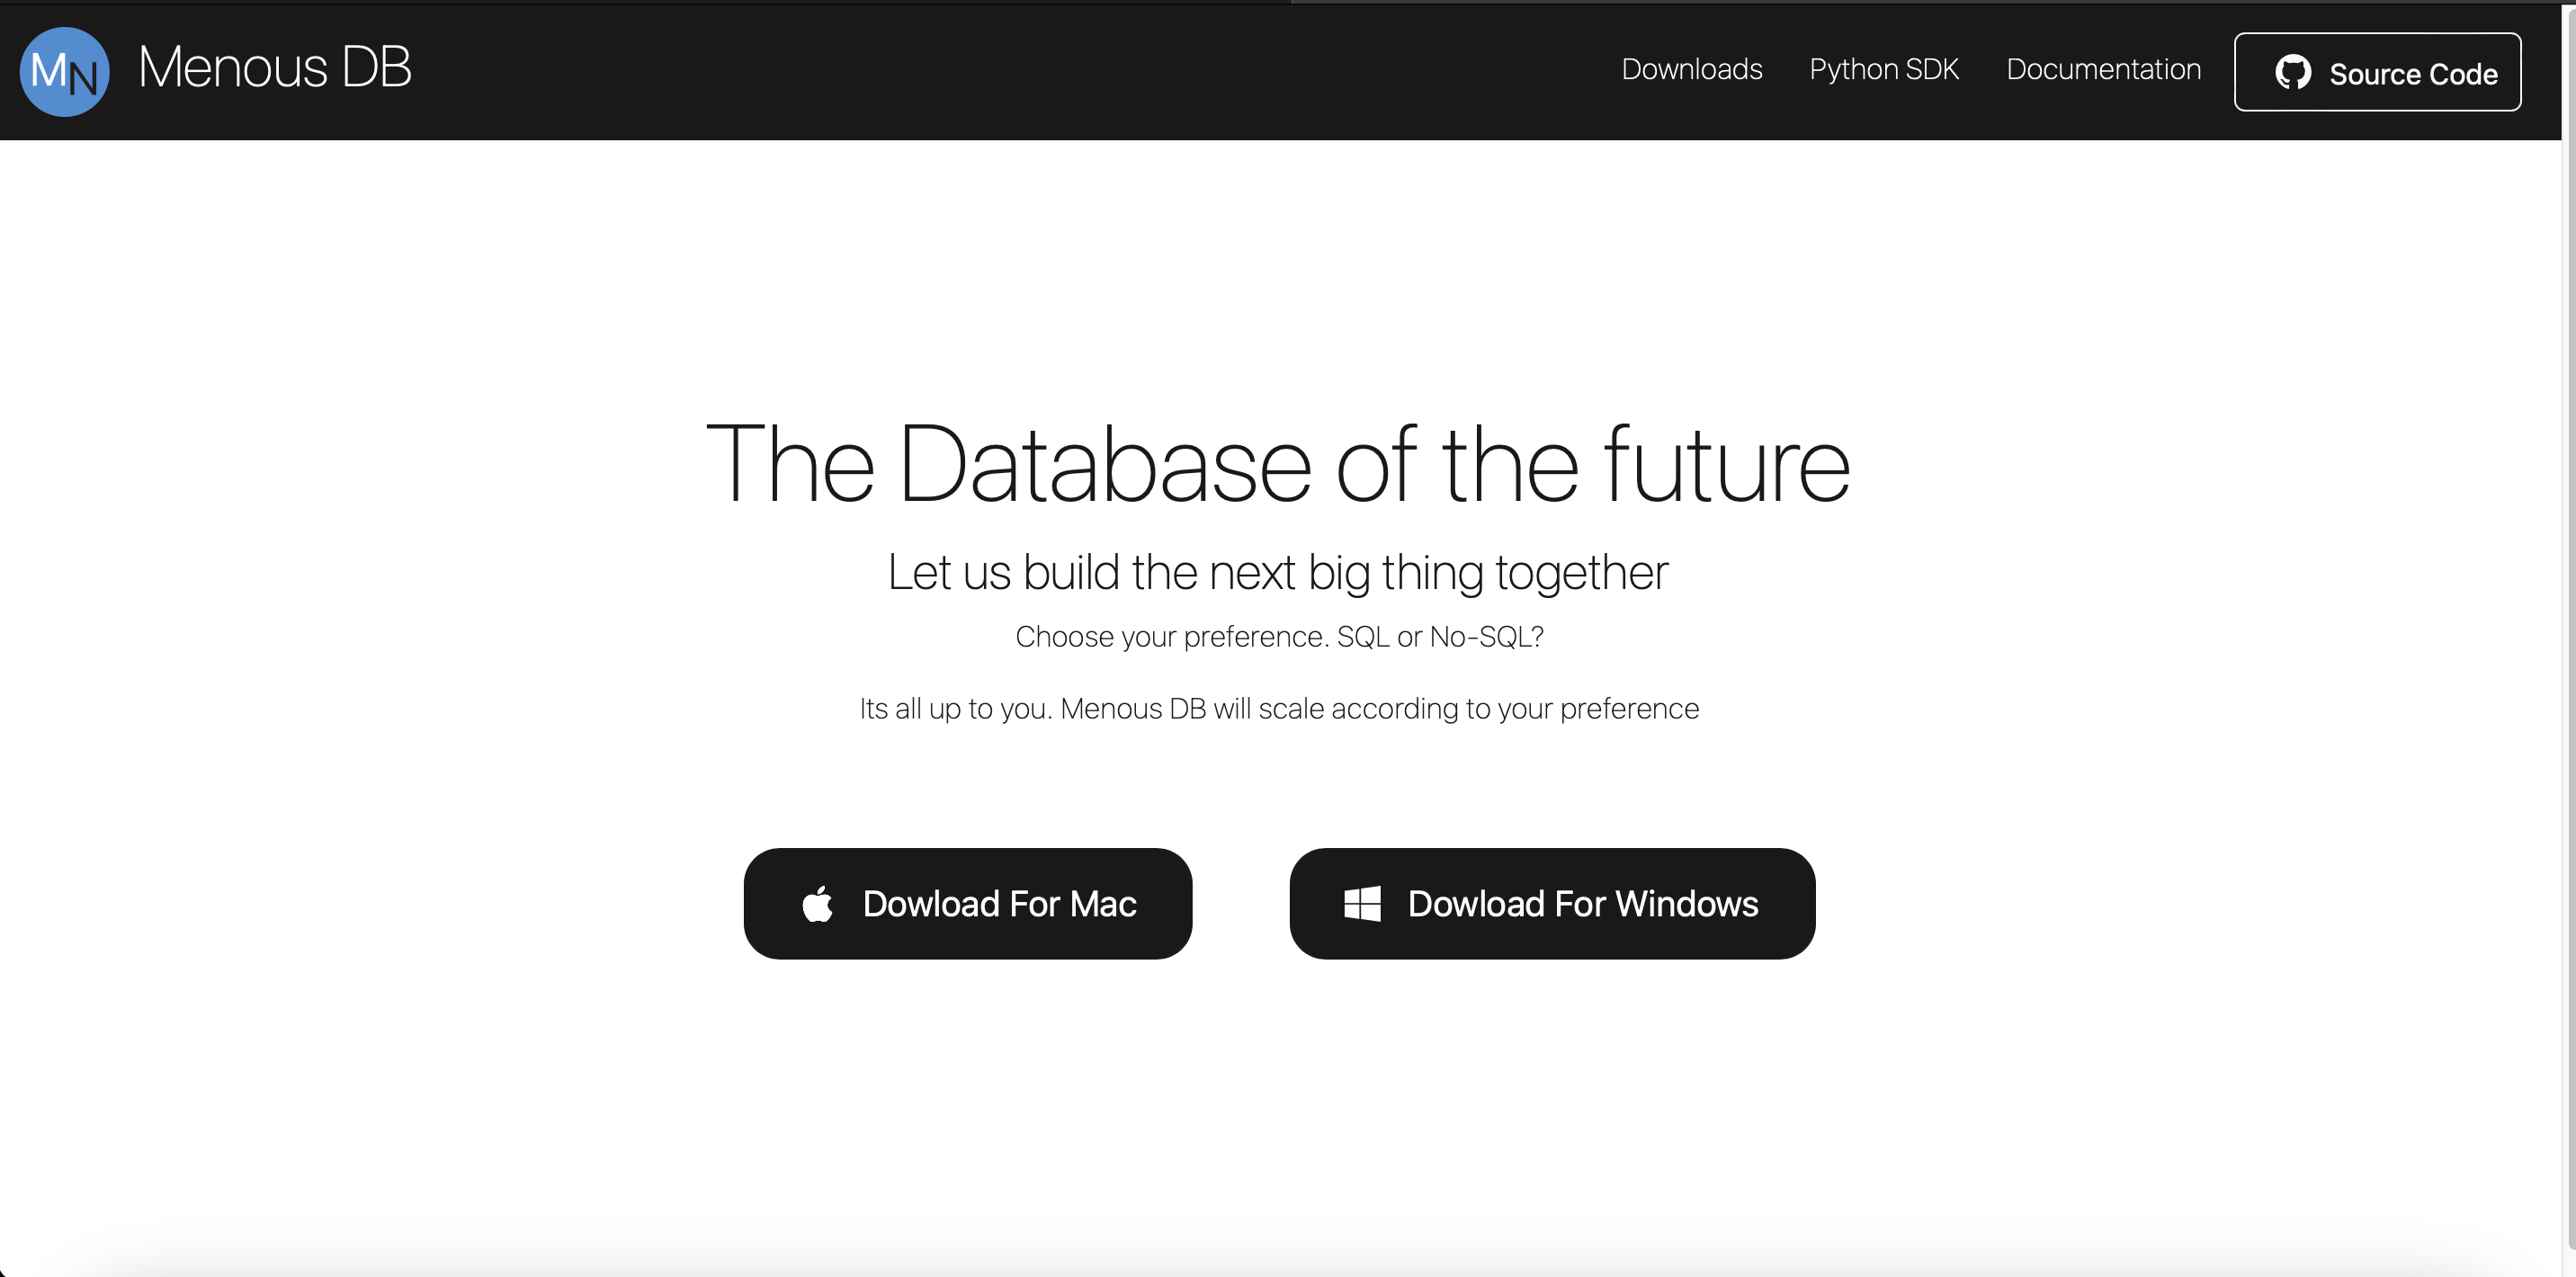 MN Menous DB Downloads Python SDK Documentation Source Code
The Database of the future
Let us build the next big thing together
Choose your preference. SQL or No-SQL?
Its all up to you. Menous DB will scale according to your preference
Dowload For Mac Dowload For Windows